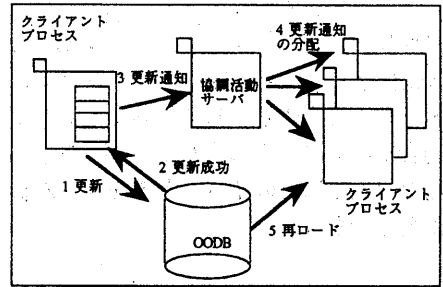 クライアント
プロセス
4 更新通知
の分配
3 更新通知
協調活動
サーバ
2 更新成功
1 更新
クライアント
プロセス
5 再ロード
OODB